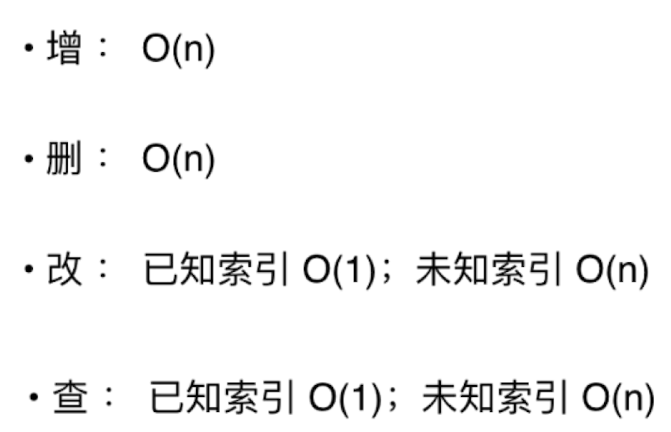 • 增： O(n)
• 删： O(n)
• 改： 已知索引 O(1)；未知索引 O(n)
• 查： 已知索引 O(1)；未知索引 O(n)